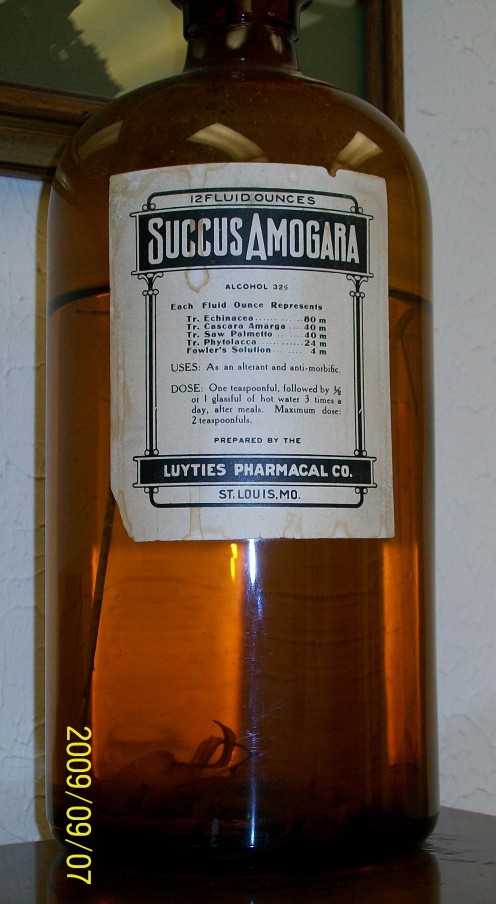 12 FLUID OUNCES
SUCCUS AMOGARA
ALCOHOL 32%
Each Fluid Ounce Represents
Tr. Echinacea ........ 80 m
Tr. Cascara Amarga .... 40 m
Tr. Saw Palmetto ..... 40 m
Tr. Phytolacca ............ 24 m
Fowler's Solution .... .... 4 m
USES: As an alterant and anti-morbific.
DOSE: One teaspoonful, followed by ½
or 1 glassful of hot water 3 times a
day, after meals. Maximum dose:
2 teaspoonfuls.
PREPARED BY THE
LUYTIES PHARMACAL CO.
ST. LOUIS, MO.
2009/09/07